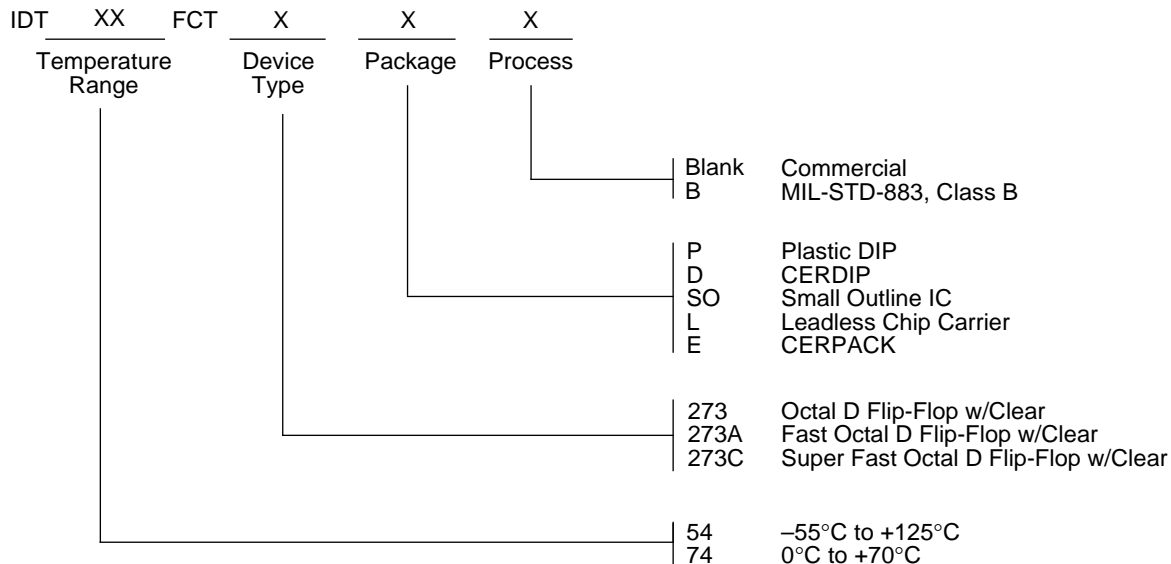 IDT XX FCT X X X
Temperature Range
Device Type
Package
Process
Blank Commercial
B MIL-STD-883, Class B
P Plastic DIP
D CERDIP
SO Small Outline IC
L Leadless Chip Carrier
E CERPACK
273 Octal D Flip-Flop w/Clear
273A Fast Octal D Flip-Flop w/Clear
273C Super Fast Octal D Flip-Flop w/Clear
54 –55°C to +125°C
74 0°C to +70°C